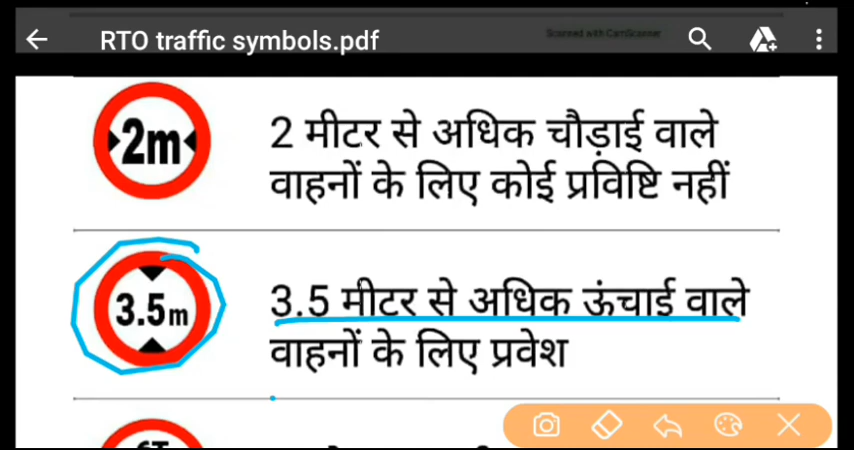 RTO traffic symbols.pdf
Scanned with CamScanner
2m
2 मीटर से अधिक चौड़ाई वाले
वाहनों के लिए कोई प्रविष्टि नहीं
3.5m
3.5 मीटर से अधिक ऊंचाई वाले
वाहनों के लिए प्रवेश